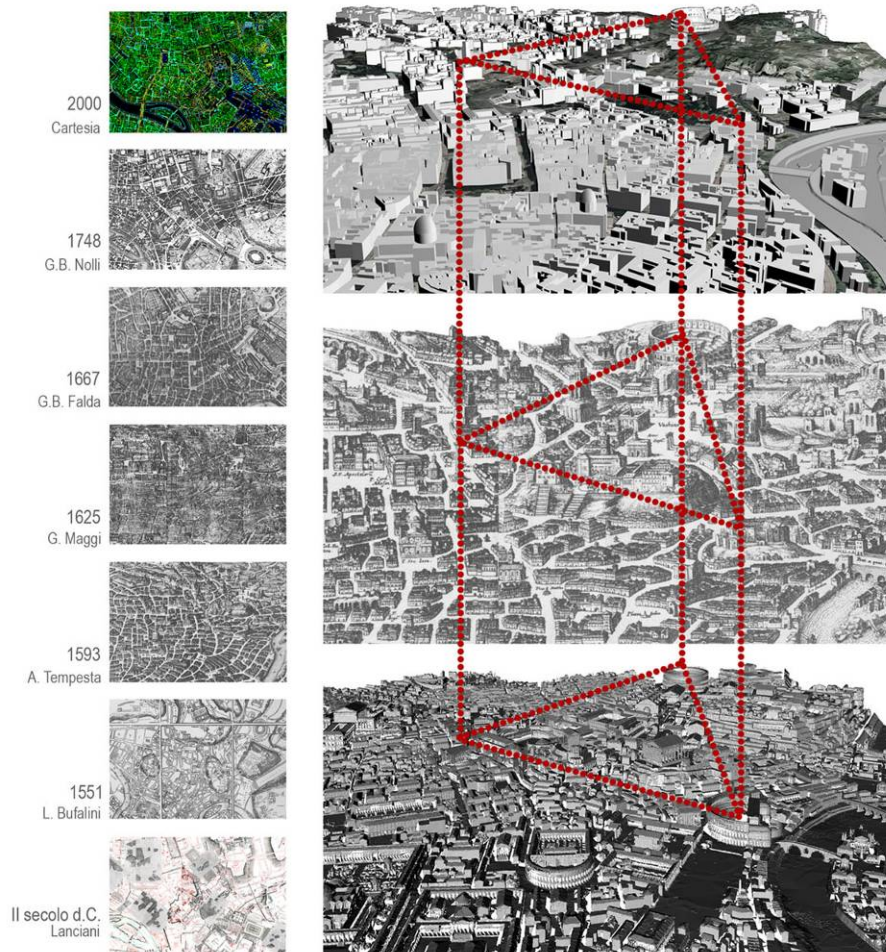 2000
Cartesia
1748
G.B. Nolli
1667
G.B. Falda
1625
G. Maggi
1593
A. Tempesta
1551
L. Bufalini
II secolo d.C.
Lanciani